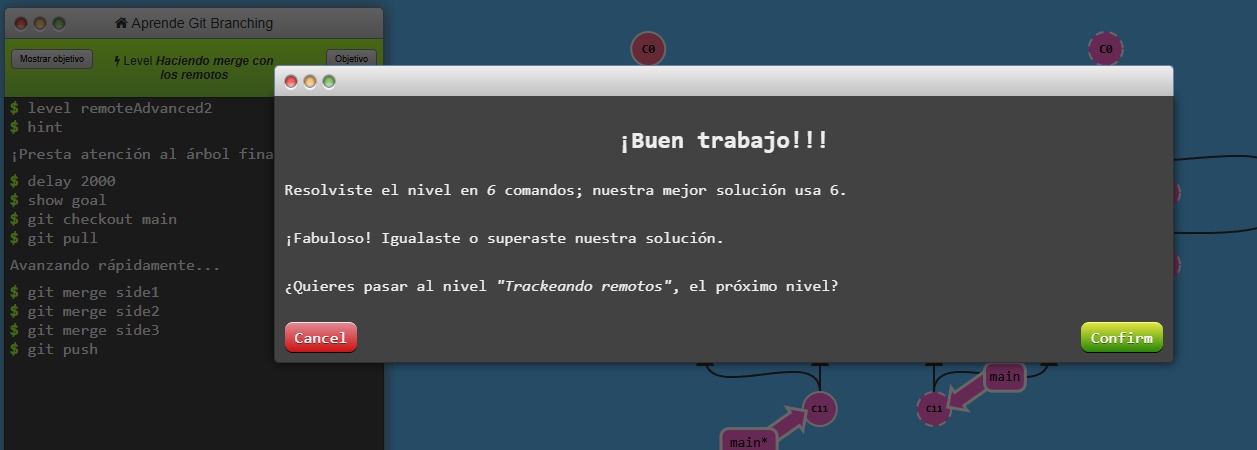 Aprende Git Branching
Mostrar objetivo
Level Haciendo merge con
los remotos
Objetivo
$ level remoteAdvanced2
$ hint
¡Presta atención al árbol fina
$ delay 2000
$ show goal
$ git checkout main
$ git pull
Avanzando rápidamente...
$ git merge side1
$ git merge side2
$ git merge side3
$ git push
C0
C0
¡Buen trabajo!!!
Resolviste el nivel en 6 comandos; nuestra mejor solución usa 6.
¡Fabuloso! Igualaste o superaste nuestra solución.
¿Quieres pasar al nivel "Trackeando remotos", el próximo nivel?
Cancel
Confirm
main
C11
C11
main*